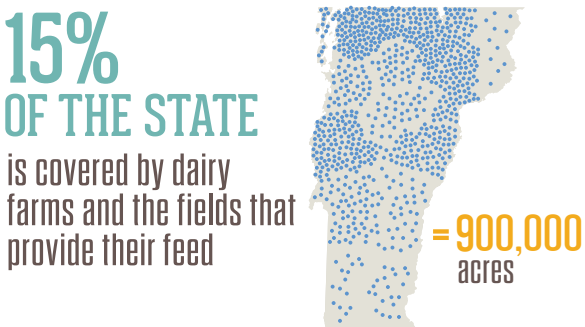 15%
OF THE STATE
is covered by dairy
farms and the fields that
provide their feed
= 900,000
acres